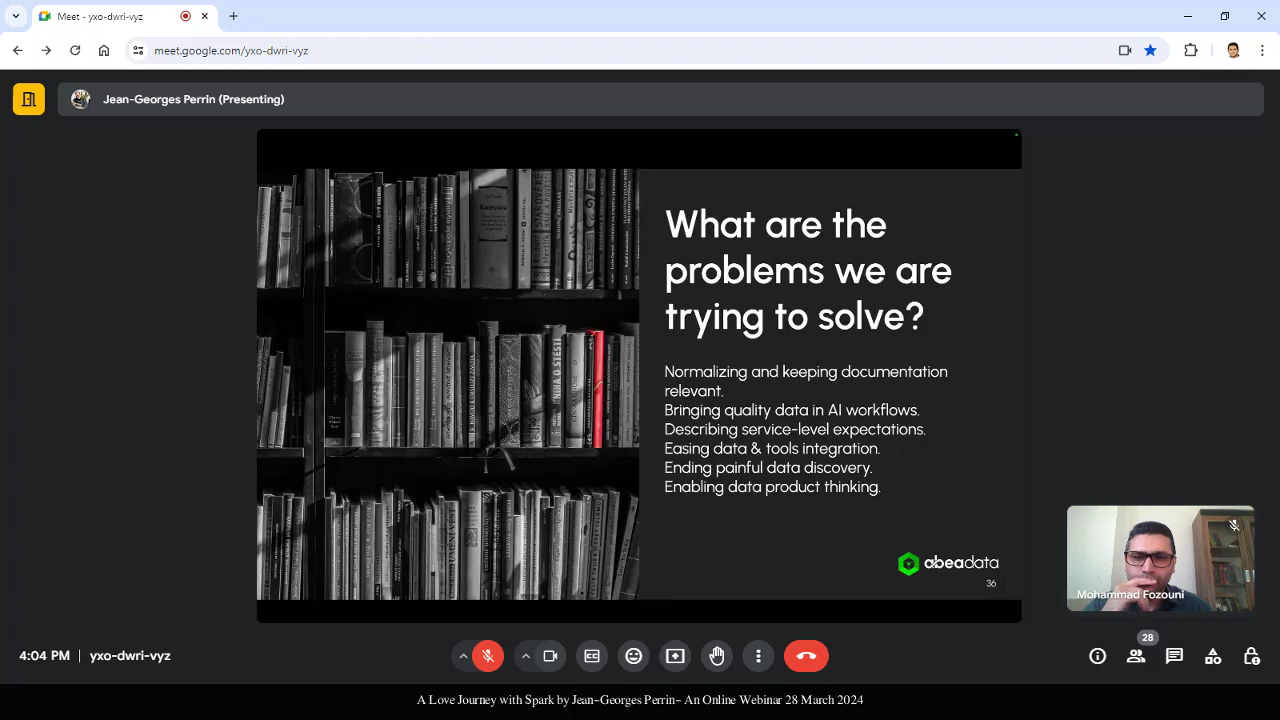 Meet - yxo-dwri-vyz
meet.google.com/yxo-dwri-vyz
Jean-Georges Perrin (Presenting)
What are the
problems we are
trying to solve?
Normalizing and keeping documentation
relevant.
Bringing quality data in AI workflows.
Describing service-level expectations.
Easing data & tools integration.
Ending painful data discovery.
Enabling data product thinking.
abeadata
36
Mohammad Fozouni
4:04 PM | yxo-dwri-vyz
28
A Love Journey with Spark by Jean-Georges Perrin- An Online Webinar 28 March 2024